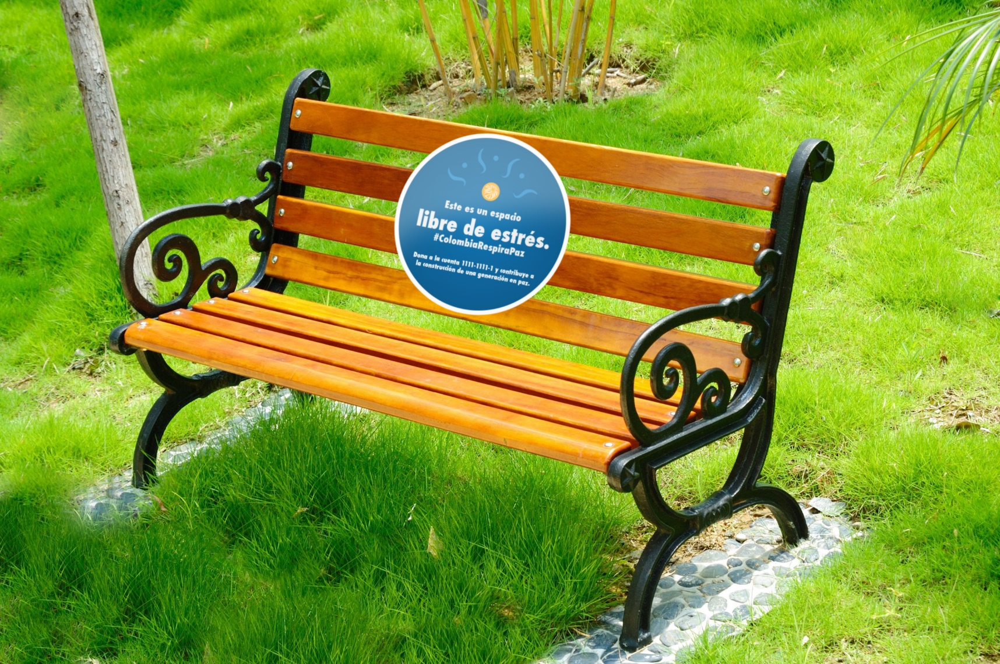 Este es un espacio
libre de estrés.
#ColombiaRespiraPaz
Dona a la cuenta 1111-1111-1 y contribuye a
la construcción de una generación en paz.